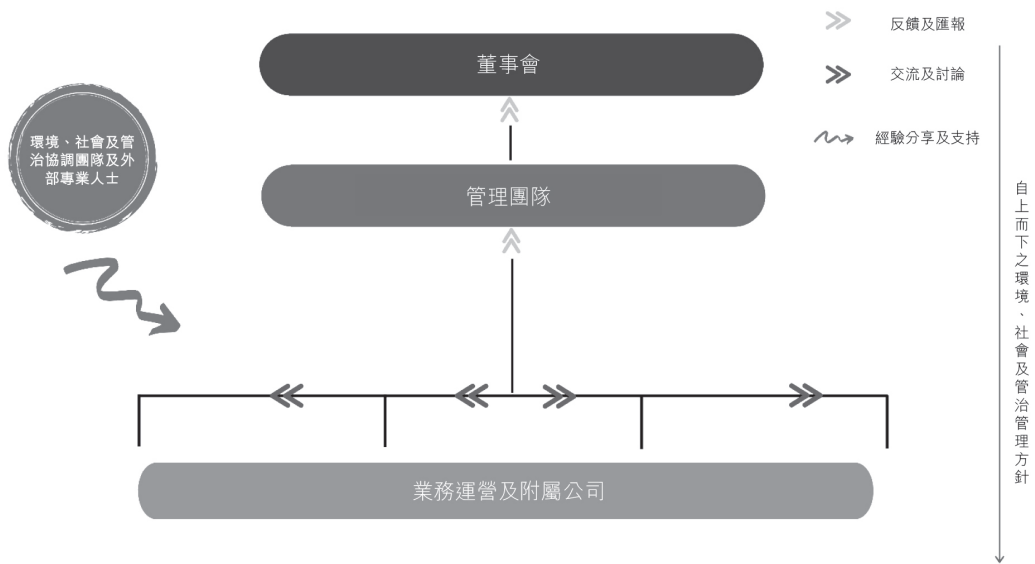 反饋及匯報
董事會
交流及討論
環境、社會及管
治協調團隊及外
部專業人士
經驗分享及支持
管理團隊
自上而下之環境、社會及管治管理方針
業務運營及附屬公司